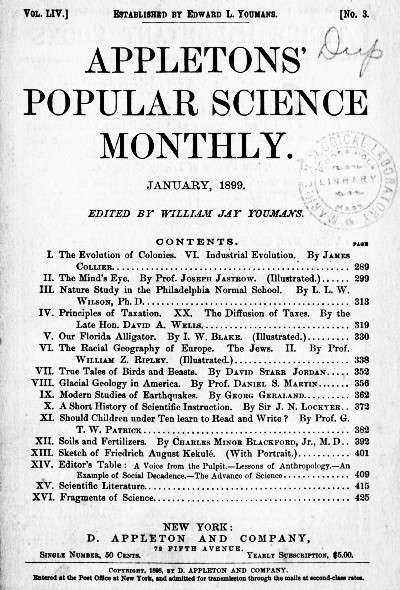 VOL. LIV.] ESTABLISHED BY EDWARD L. YOUMANS. [NO. 3.
Dup
APPLETONS'
POPULAR SCIENCE
MONTHLY.
JANUARY, 1899.
EDITED BY WILLIAM JAY YOUMANS.
CONTENTS.
PAGE
I. The Evolution of Colonies. VI. Industrial Evolution. By JAMES
COLLIER. 289
II. The Mind's Eye. By Prof. JOSEPH JASTROW. (Illustrated.) 299
III. Nature Study in the Philadelphia Normal School. By L. L. W.
WILSON, Ph. D. 313
IV. Principles of Taxation. XX. The Diffusion of Taxes. By the
Late Hon. DAVID A. WELLS. 319
V. Our Florida Alligator. By I. W. BLAKE. (Illustrated.) 330
VI. The Racial Geography of Europe. The Jews. II. By Prof.
WILLIAM Z. RIPLEY. (Illustrated.) 338
VII. True Tales of Birds and Beasts. By DAVID STARR JORDAN. 352
VIII. Glacial Geology in America. By Prof. DANIEL S. MARTIN. 356
IX. Modern Studies of Earthquakes. By GEORG GERALAND. 362
X. A Short History of Scientific Instruction. By Sir J. N. LOCKYER. 372
XI. Should Children under Ten learn to Read and Write? By Prof. G.
T. W. PATRICK. 382
XII. Soils and Fertilizers. By CHARLES MINOR BLACKFORD, Jr., M. D. 392
XIII. Sketch of Friedrich August Kekulé. (With Portrait.) 401
XIV. Editor's Table: A Voice from the Pulpit.—Lessons of Anthropology.—An
Example of Social Decadence.—The Advance of Science 409
XV. Scientific Literature. 415
XVI. Fragments of Science. 425
NEW YORK:
D. APPLETON AND COMPANY,
72 FIFTH AVENUE.
SINGLE NUMBER, 50 CENTS. YEARLY SUBSCRIPTION, $5.00.
COPYRIGHT, 1898, BY D. APPLETON AND COMPANY.
Entered at the Post Office at New York, and admitted for transmission through the mails at second-class rates.
LIBRARY